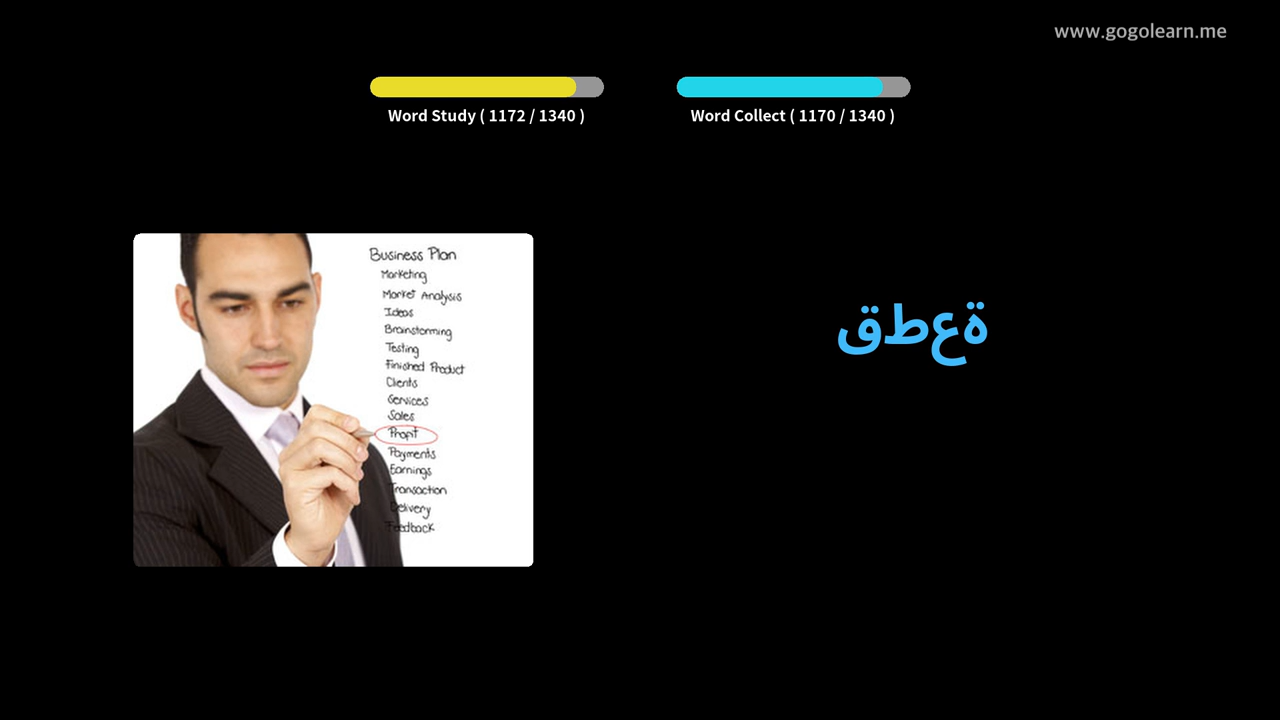 www.gogolearn.me
Word Study ( 1172 / 1340 )
Word Collect ( 1170 / 1340 )
Business Plan
Marketing
Market Analysis
Ideas
Brainstorming
Testing
Finished Product
Clients
Services
Sales
Profit
Payments
Earnings
Transaction
Delivery
Feedback
قطعة